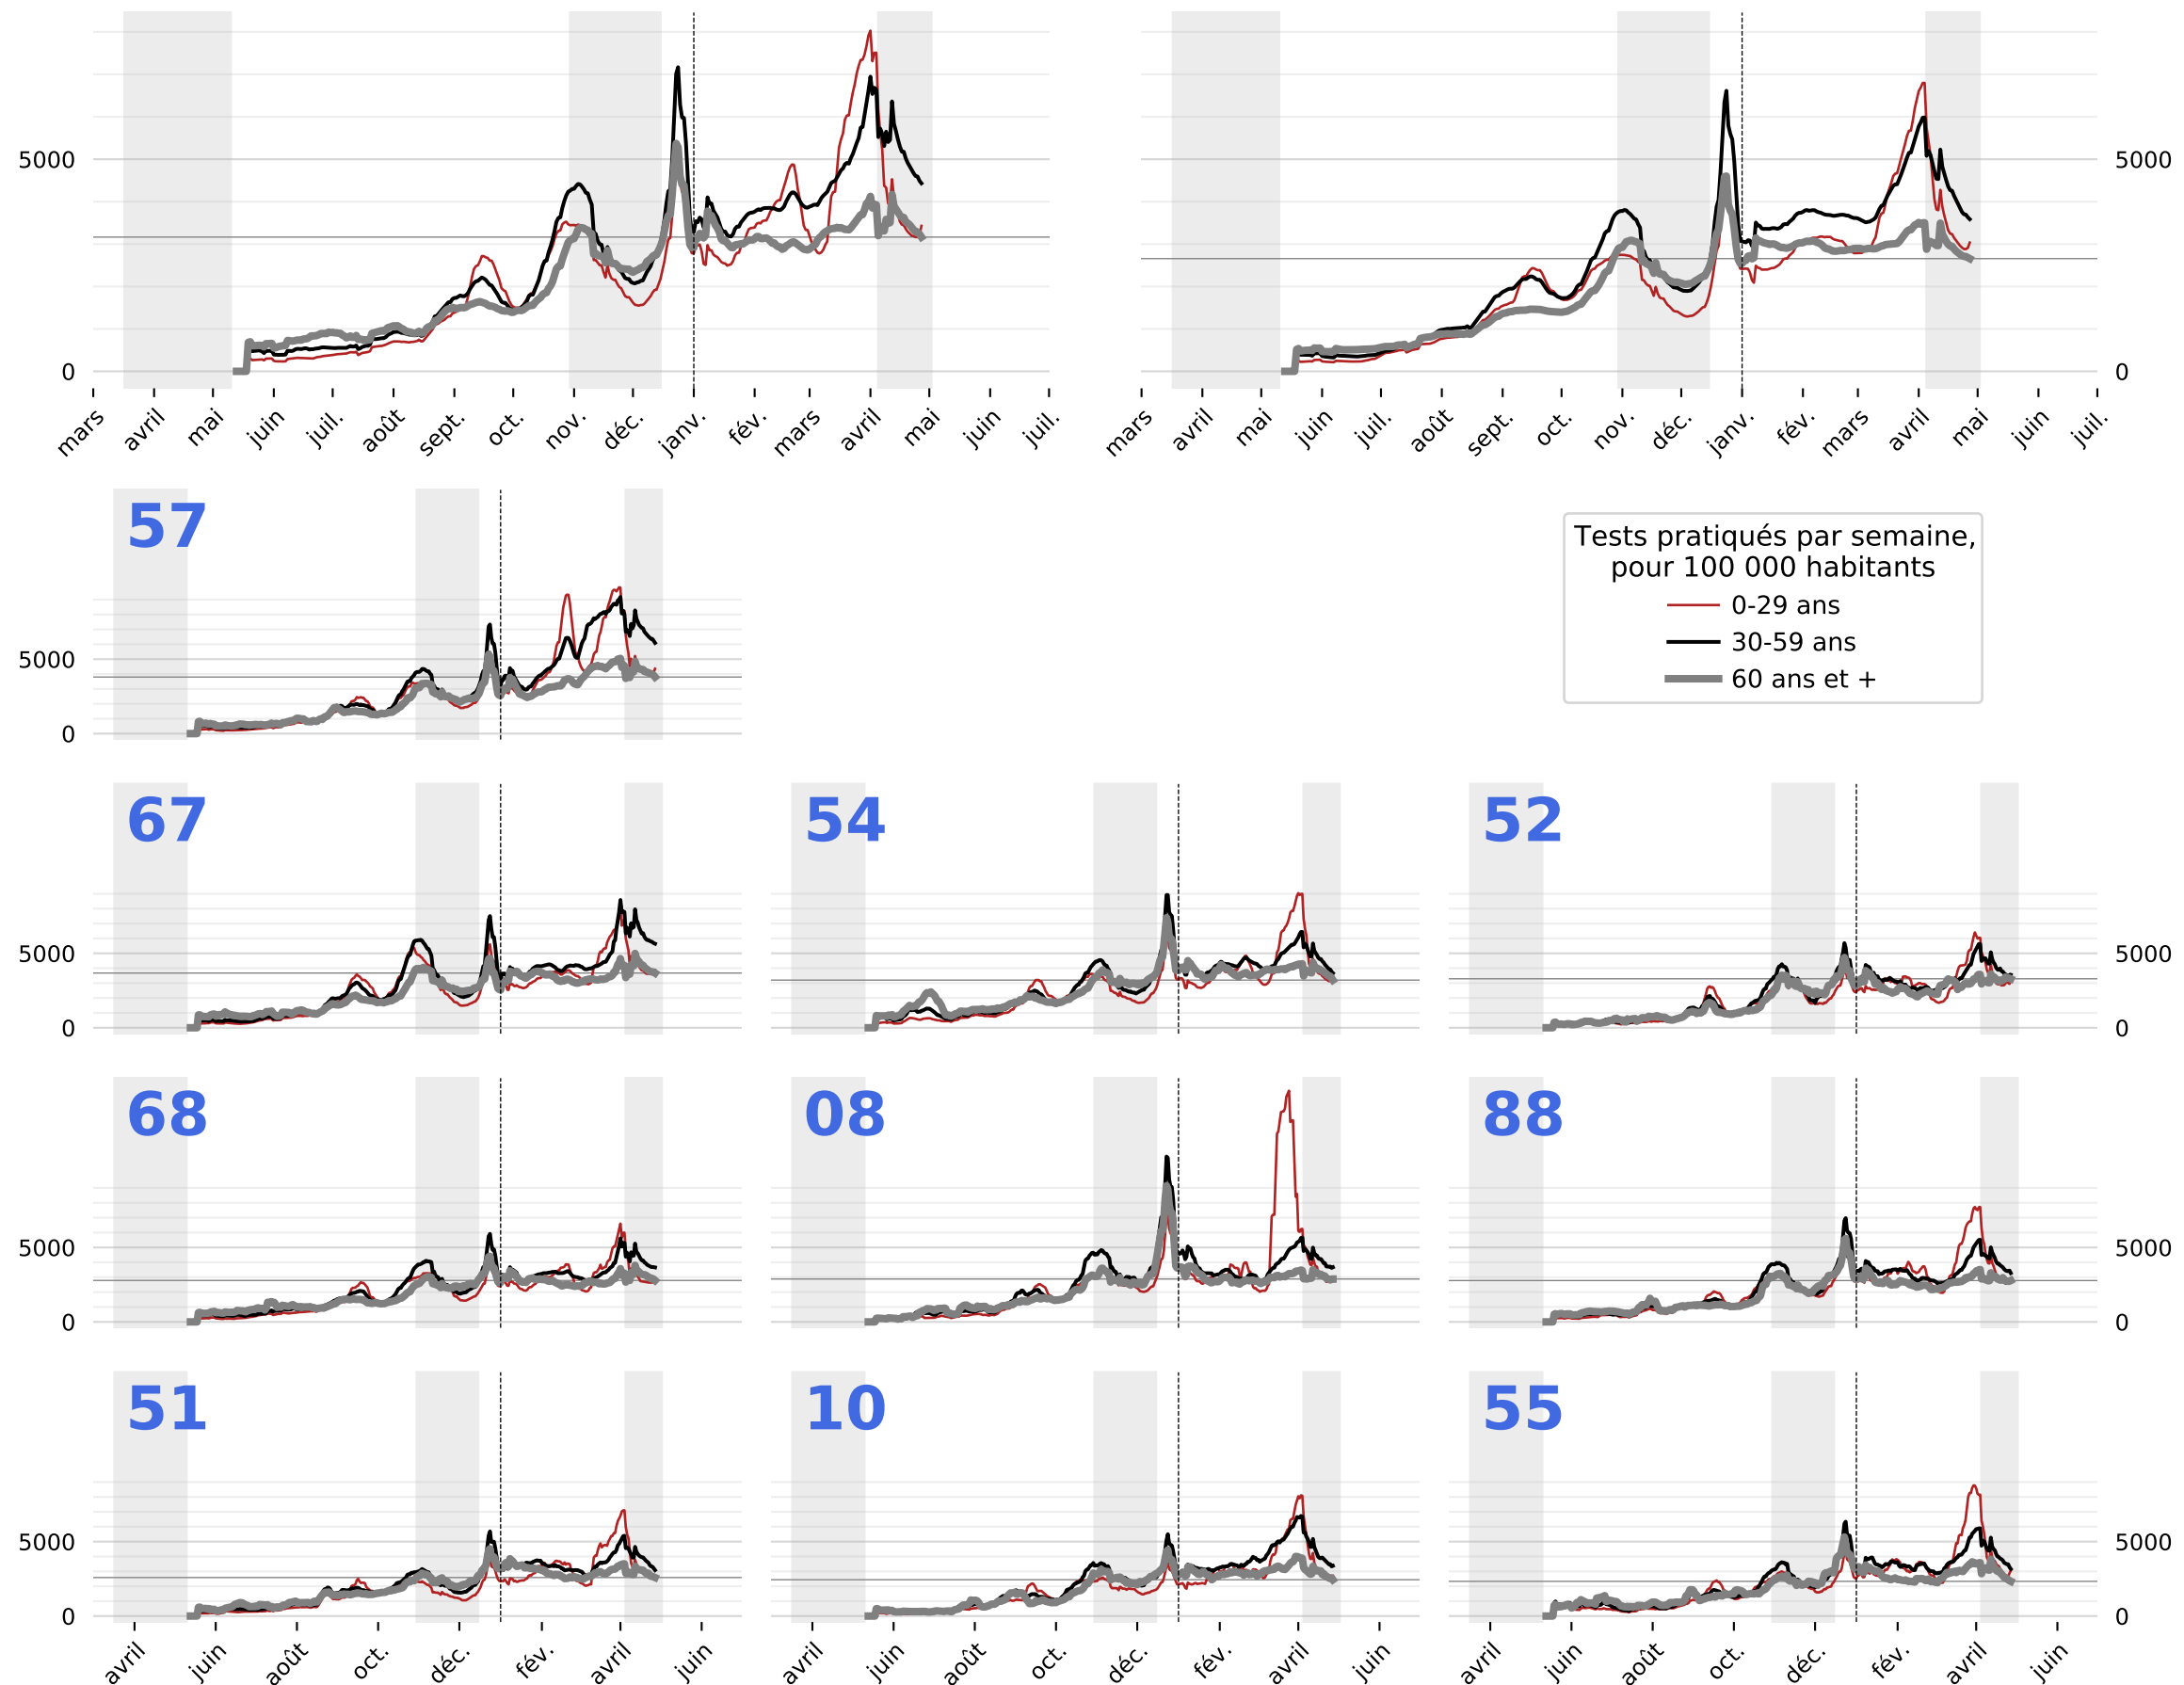 5000
0
mars avril mai juin juil. août sept. oct. nov. déc. janv. fév. mars avril mai juin juil.
5000
0
mars avril mai juin juil. août sept. oct. nov. déc. janv. fév. mars avril mai juin juil.
57
5000
0
Tests pratiqués par semaine,
pour 100 000 habitants
0-29 ans
30-59 ans
60 ans et +
67
54
52
5000
0
5000
0
68
08
88
5000
0
5000
0
51
10
55
5000
0
5000
0
avril juin août oct. déc. fév. avril juin
avril juin août oct. déc. fév. avril juin
avril juin août oct. déc. fév. avril juin